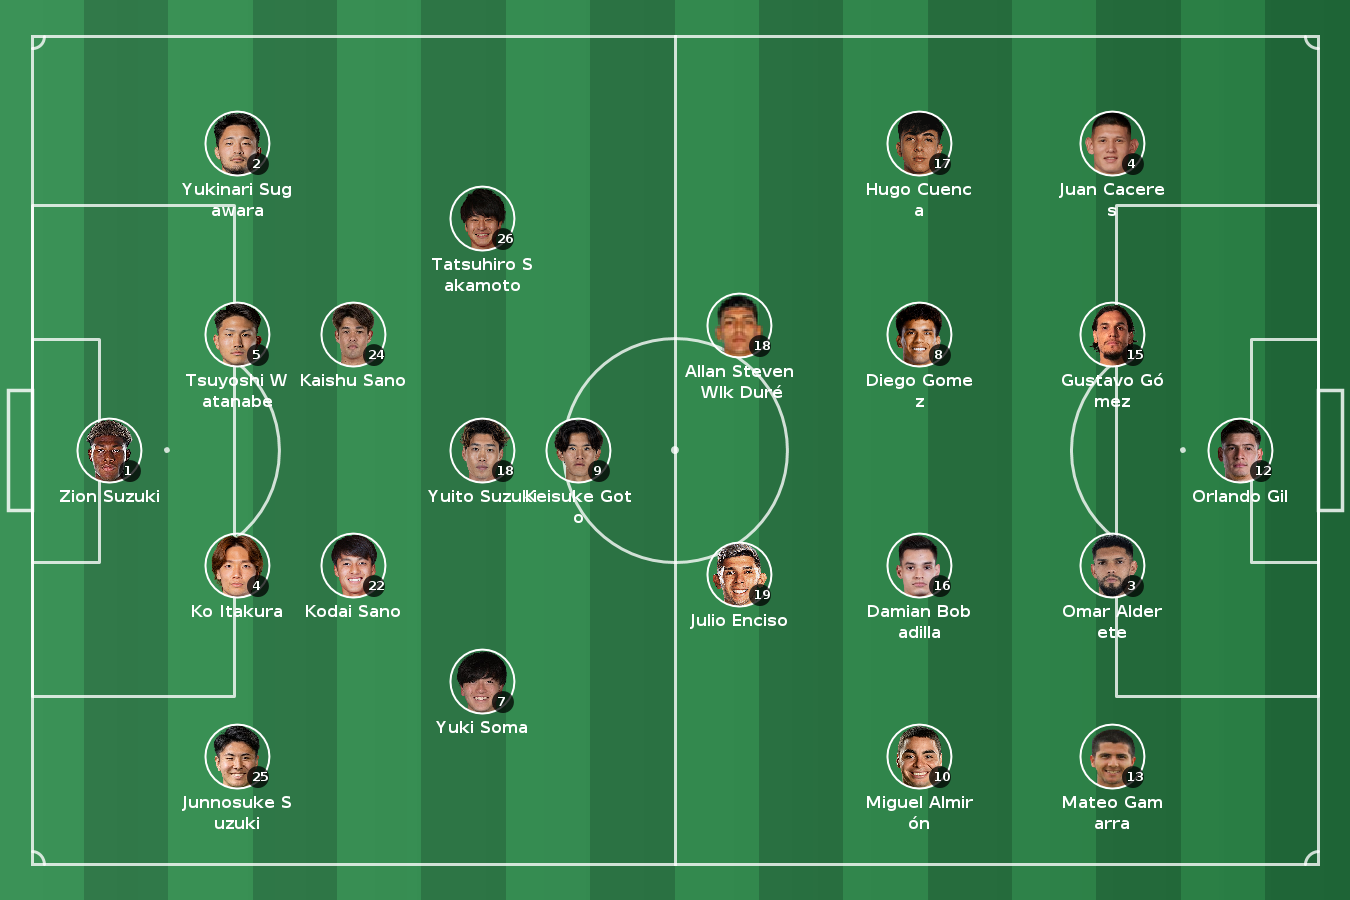 2
Yukinari Sug
awara
17
Hugo Cuenc
a
4
Juan Cacere
s
26
Tatsuhiro S
akamoto
5
Tsuyoshi W
atanabe
24
Kaishu Sano
18
Allan Steven
Wlk Duré
8
Diego Gome
z
15
Gustavo Gó
mez
1
Zion Suzuki
18
Yuito Suzuki
9
Keisuke Got
o
12
Orlando Gil
4
Ko Itakura
22
Kodai Sano
19
Julio Enciso
16
Damian Bob
adilla
3
Omar Alder
ete
7
Yuki Soma
25
Junnosuke S
uzuki
10
Miguel Almir
ón
13
Mateo Gam
arra